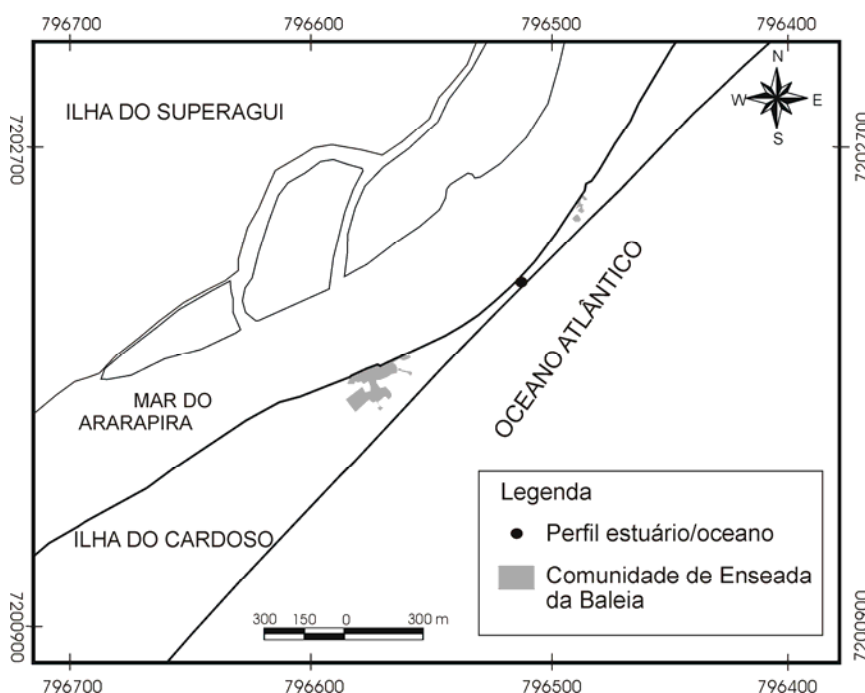 796700 796600 796500 796400
N
W E
S
ILHA DO SUPERAGUI
7202700 7202700
OCEANO ATLÂNTICO
MAR DO
ARARAPIRA
Legenda
Perfil estuário/oceano
ILHA DO CARDOSO
Comunidade de Enseada
da Baleia
300 150 0 300 m
7200900 7200900
796700 796600 796500 796400